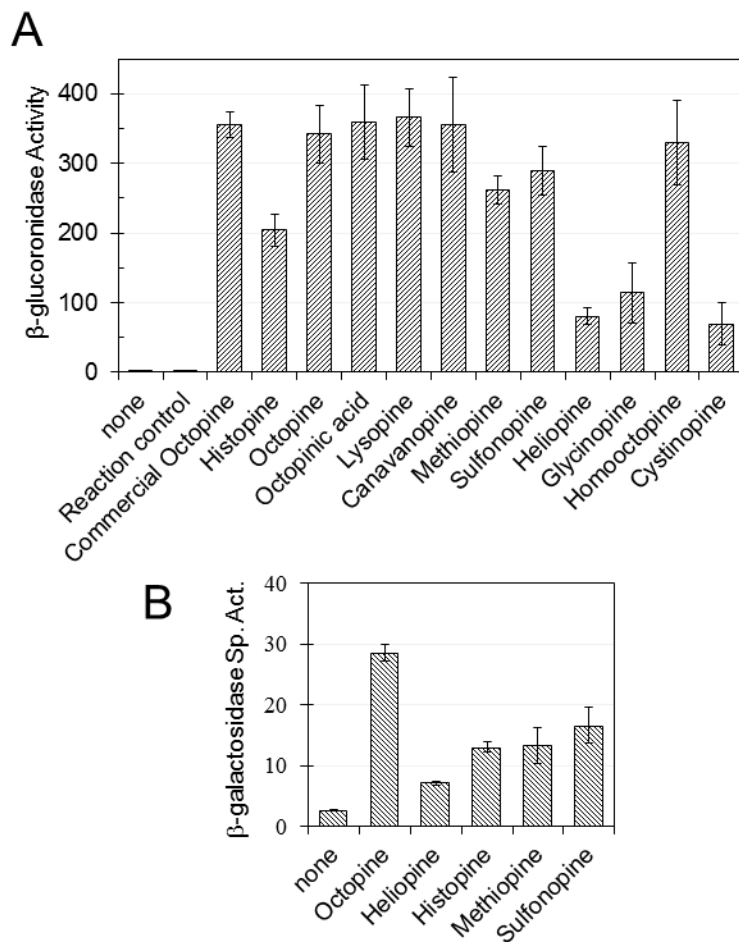 A
β-glucoronidase Activity
400
300
200
100
0
none
Reaction control
Commercial Octopine
Histopine
Octopine
Octopinic acid
Lysopine
Canavanopine
Methiopine
Sulfonopine
Heliopine
Glycinopine
Homooctopine
Cystinopine
B
β-galactosidase Sp. Act.
40
30
20
10
0
none
Octopine
Heliopine
Histopine
Methiopine
Sulfonopine